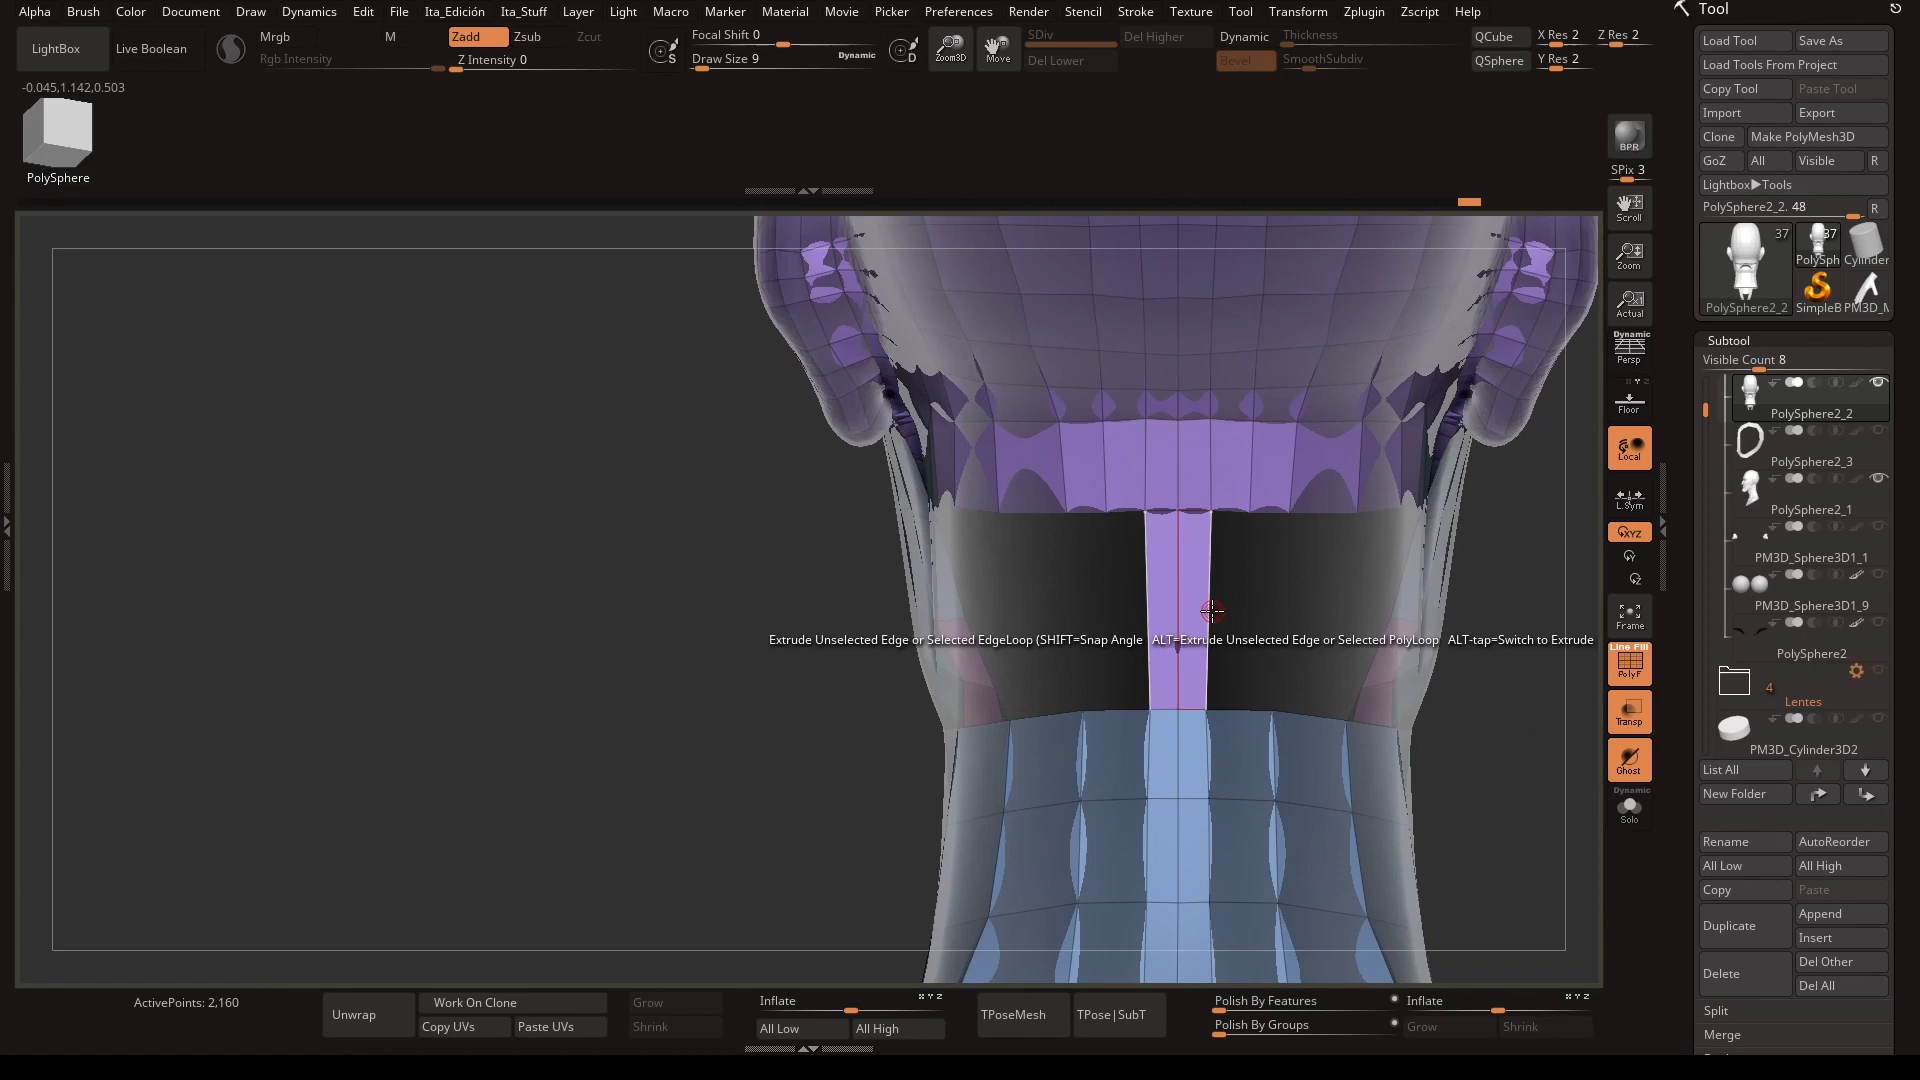 Alpha Brush Color Document Draw Dynamics Edit File Ita_Edición Ita_Stuff Layer Light Macro Marker Material Movie Picker Preferences Render Stencil Stroke Texture Tool Transform Zplugin Zscript Help
Tool
LightBox
Live Boolean
Mrgb
M
Zadd
Zsub
Zcut
Rgb Intensity
Z Intensity 0
S
Focal Shift 0
Draw Size 9
Dynamic
D
Zoom3D
Move
SDiv
Del Higher
Del Lower
Dynamic
Bevel
Thickness
SmoothSubdiv
QCube
QSphere
X Res 2
Z Res 2
Y Res 2
-0.045,1.142,0.503
PolySphere
BPR
SPix 3
Scroll
Zoom
Actual
Dynamic
Persp
Floor
Local
L.Sym
XYZ
Y
Z
Frame
Line Fill
PolyF
Transp
Ghost
Dynamic
Solo
Extrude Unselected Edge or Selected EdgeLoop (SHIFT=Snap Angle ALT=Extrude Unselected Edge or Selected PolyLoop ALT-tap=Switch to Extrude
Load Tool
Save As
Load Tools From Project
Copy Tool
Paste Tool
Import
Export
Clone
Make PolyMesh3D
GoZ
All
Visible
R
Lightbox▶Tools
PolySphere2_2. 48
R
37
37
PolySphere2_2
PolySph
Cylinder
SimpleB
PM3D_M
Subtool
Visible Count 8
PolySphere2_2
PolySphere2_3
PolySphere2_1
PM3D_Sphere3D1_1
PM3D_Sphere3D1_9
PolySphere2
4
Lentes
PM3D_Cylinder3D2
List All
New Folder
Rename
AutoReorder
All Low
All High
Copy
Paste
Duplicate
Append
Insert
Delete
Del Other
Del All
Split
Merge
ActivePoints: 2,160
Unwrap
Work On Clone
Copy UVs
Paste UVs
Grow
Shrink
Inflate
X Y Z
All Low
All High
TPoseMesh
TPose|SubT
Polish By Features
Polish By Groups
Inflate
X Y Z
Grow
Shrink